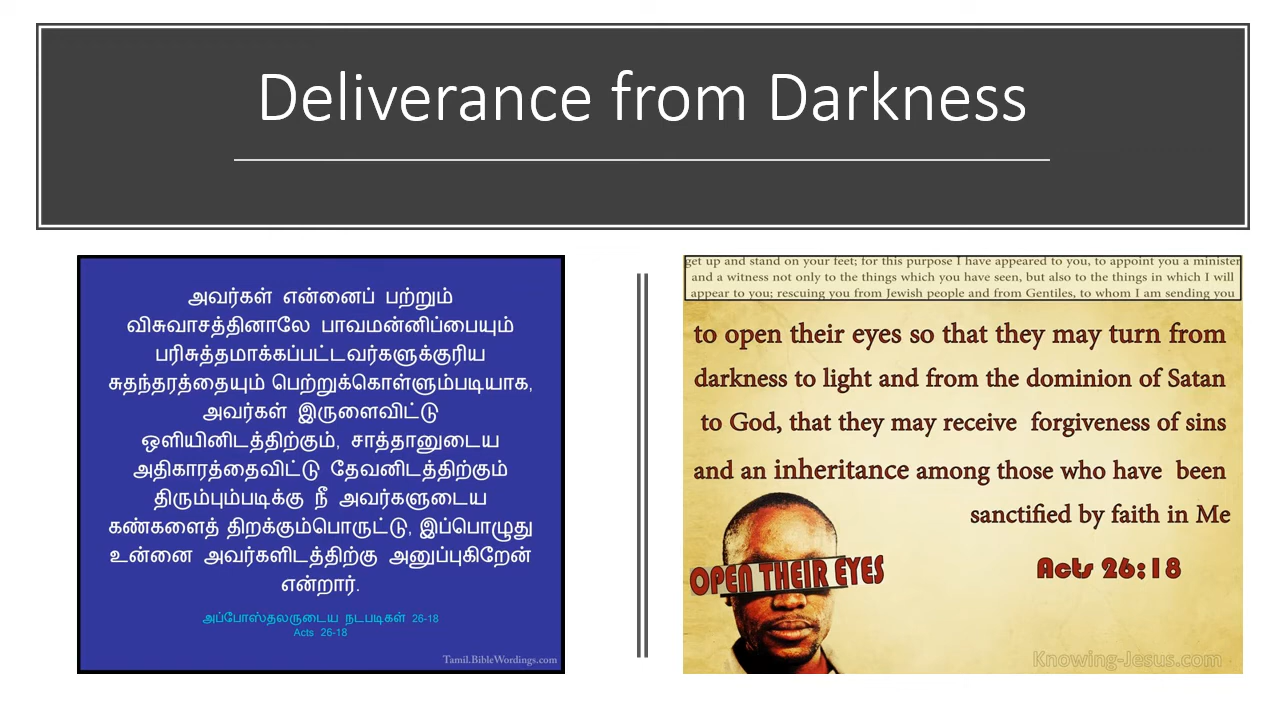 Deliverance from Darkness
அவர்கள் என்னைப் பற்றும்
விசுவாசத்தினாலே பாவமன்னிப்பையும்
பரிசுத்தமாக்கப்பட்டவர்களுக்குரிய
சுதந்தரத்தையும் பெற்றுக்கொள்ளும்படியாக,
அவர்கள் இருளைவிட்டு
ஒளியினிடத்திற்கும், சாத்தானுடைய
அதிகாரத்தைவிட்டு தேவனிடத்திற்கும்
திரும்பும்படிக்கு நீ அவர்களுடைய
கண்களைத் திறக்கும்பொருட்டு, இப்பொழுது
உன்னை அவர்களிடத்திற்கு அனுப்புகிறேன்
என்றார்.
அப்போஸ்தலருடைய நடபடிகள் 26-18
Acts 26-18
Tamil.BibleWordings.com
get up and stand on your feet; for this purpose I have appeared to you, to appoint you a minister
and a witness not only to the things which you have seen, but also to the things in which I will
appear to you; rescuing you from Jewish people and from Gentiles, to whom I am sending you
to open their eyes so that they may turn from
darkness to light and from the dominion of Satan
to God, that they may receive forgiveness of sins
and an inheritance among those who have been
sanctified by faith in Me
OPEN THEIR EYES
Acts 26:18
Knowing-Jesus.com